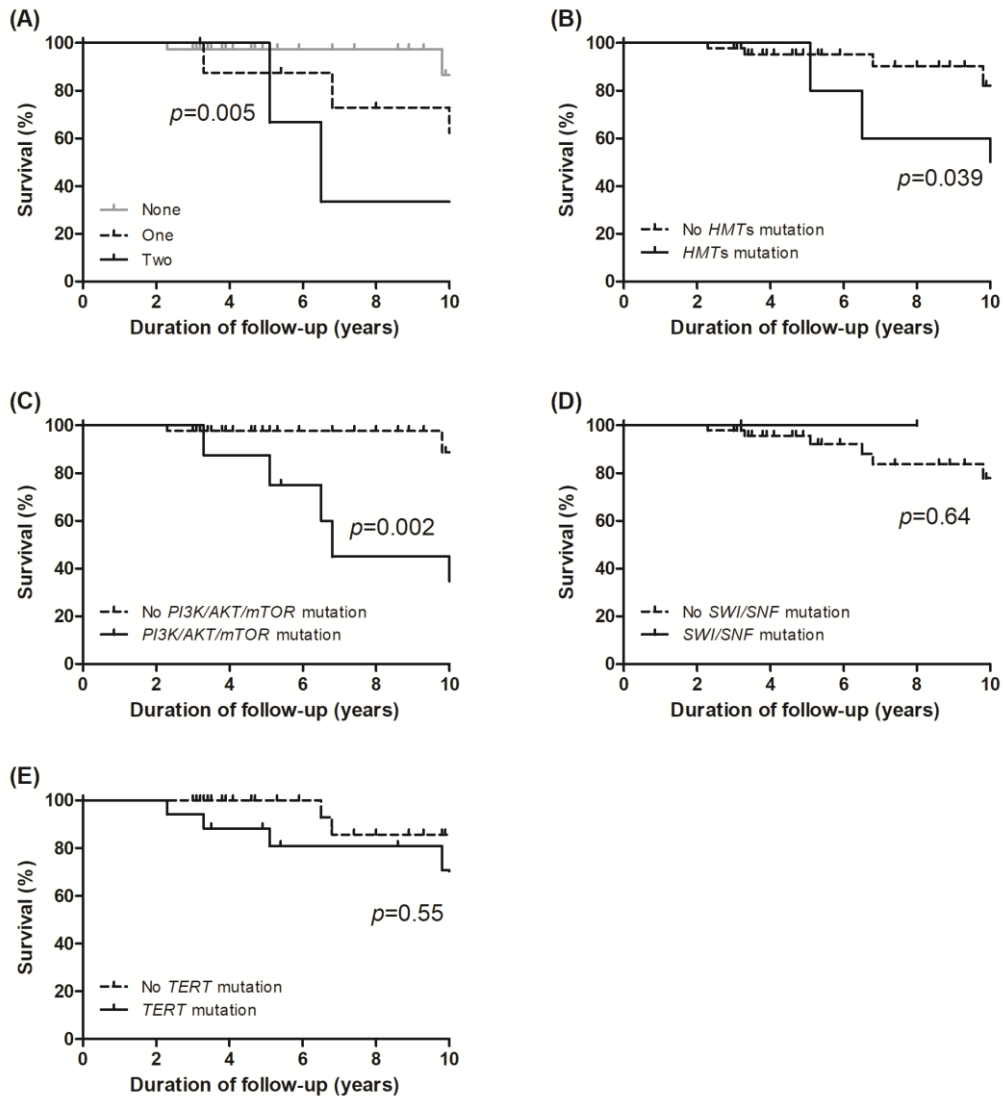 (A)
Survival (%)
100
80
60
40
20
0
p=0.005
None
One
Two
0 2 4 6 8 10
Duration of follow-up (years)
(B)
Survival (%)
100
80
60
40
20
0
p=0.039
No HMTs mutation
HMTs mutation
0 2 4 6 8 10
Duration of follow-up (years)
(C)
Survival (%)
100
80
60
40
20
0
p=0.002
No PI3K/AKT/mTOR mutation
PI3K/AKT/mTOR mutation
0 2 4 6 8 10
Duration of follow-up (years)
(D)
Survival (%)
100
80
60
40
20
0
p=0.64
No SWI/SNF mutation
SWI/SNF mutation
0 2 4 6 8 10
Duration of follow-up (years)
(E)
Survival (%)
100
80
60
40
20
0
p=0.55
No TERT mutation
TERT mutation
0 2 4 6 8 10
Duration of follow-up (years)